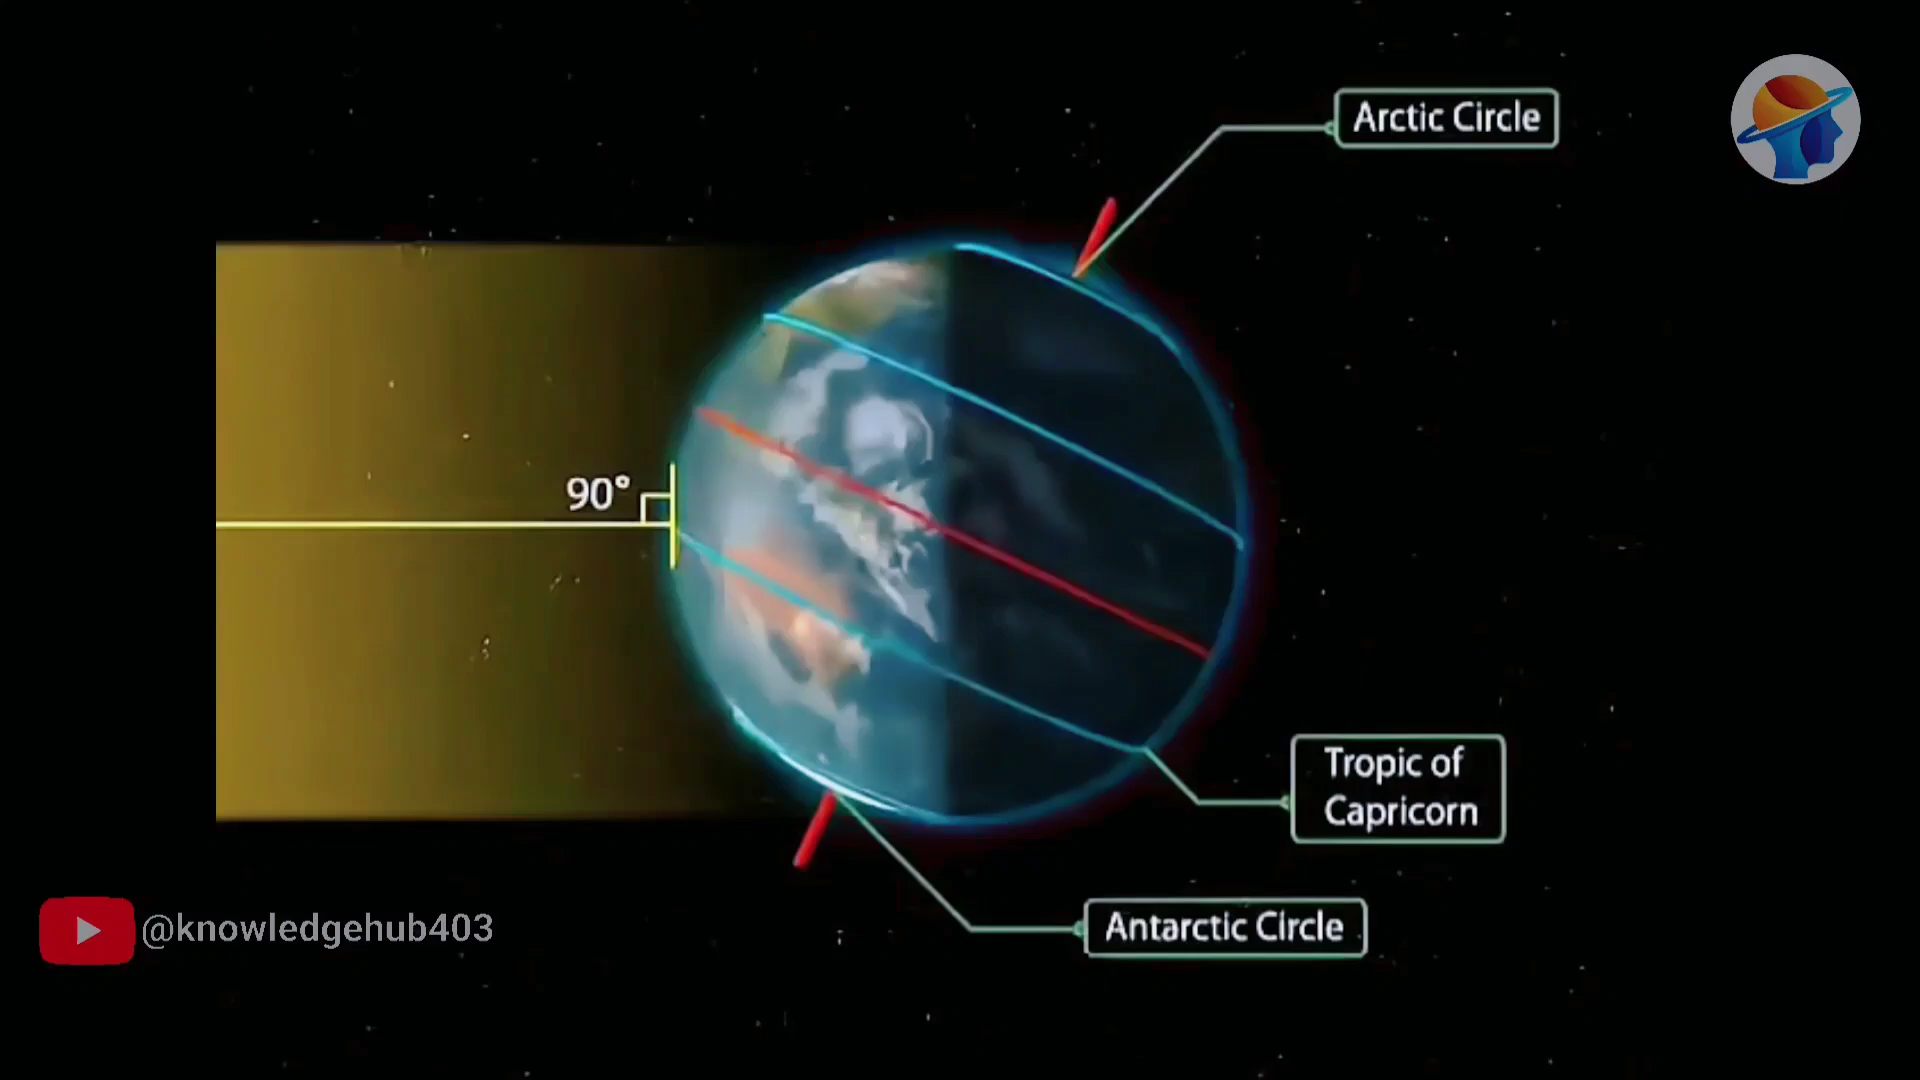 Arctic Circle
90°
Tropic of
Capricorn
Antarctic Circle
@knowledgehub403